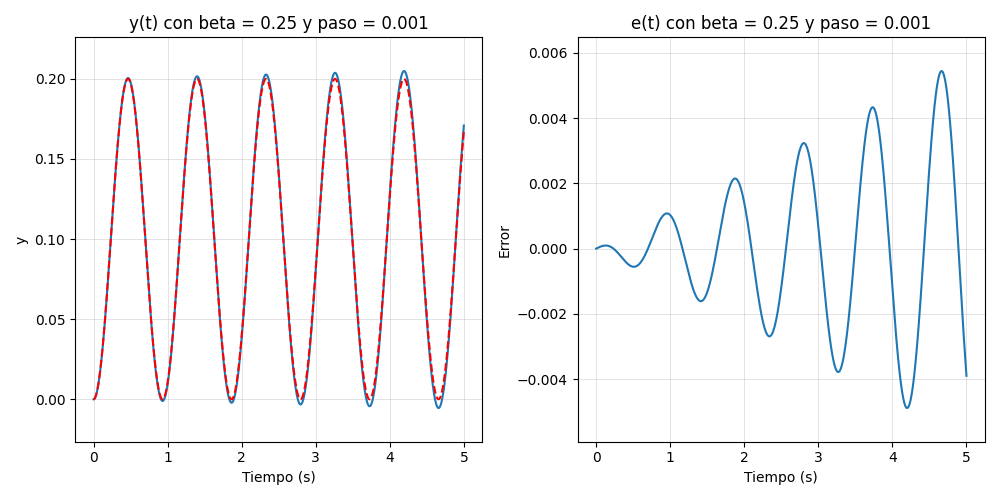 y(t) con beta = 0.25 y paso = 0.001
y
0.20
0.15
0.10
0.05
0.00
0 1 2 3 4 5
Tiempo (s)
e(t) con beta = 0.25 y paso = 0.001
Error
0.006
0.004
0.002
0.000
−0.002
−0.004
0 1 2 3 4 5
Tiempo (s)